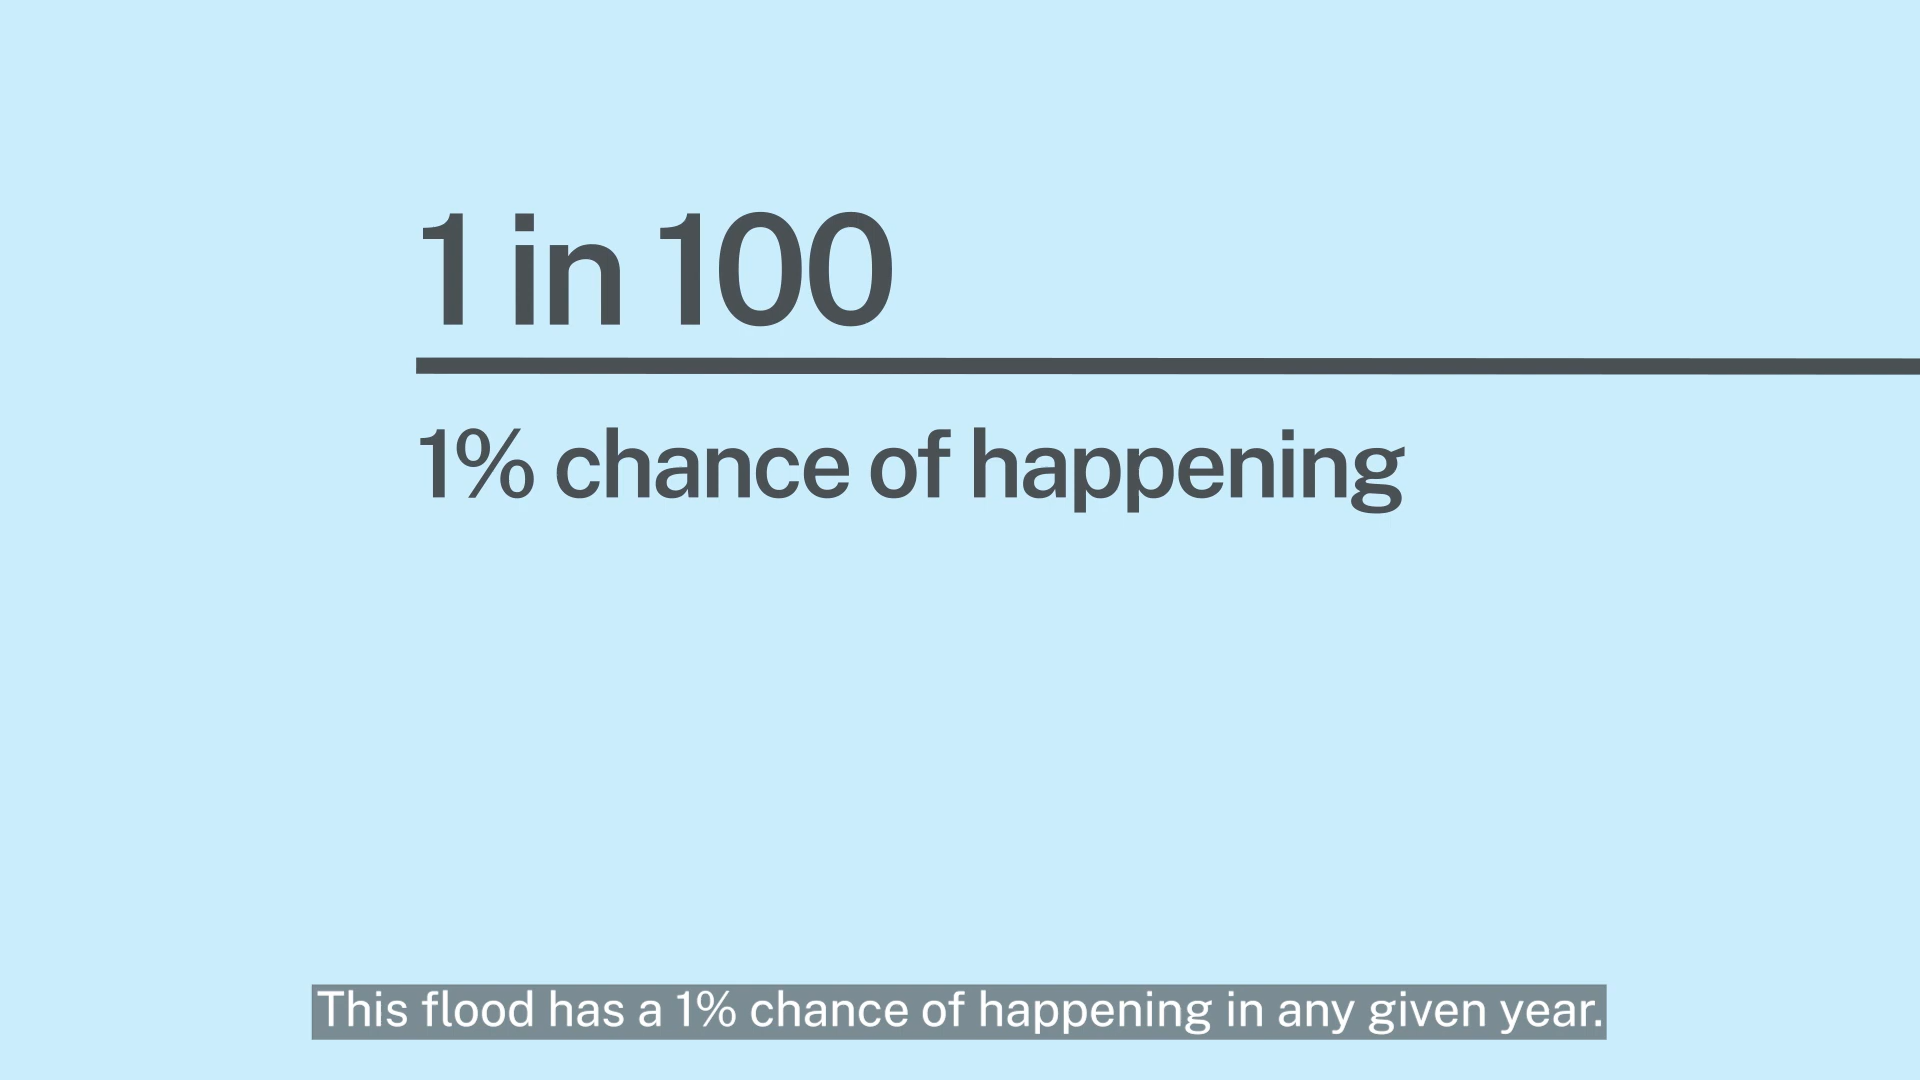 1 in 100
1% chance of happening
This flood has a 1% chance of happening in any given year.